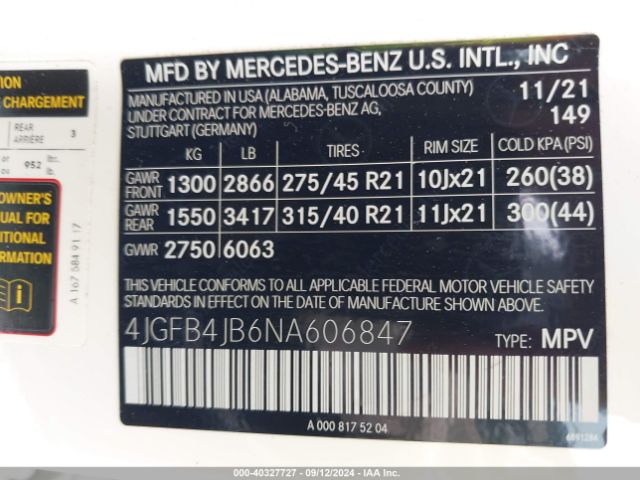 TION
CHARGEMENT
REAR
ARRIÈRE 3
or
ou 952 lbs.
lb.
OWNER'S
UAL FOR
ITIONAL
RMATION
A 167 584 91 17
MFD BY MERCEDES-BENZ U.S. INTL., INC
MANUFACTURED IN USA (ALABAMA, TUSCALOOSA COUNTY) 11/21
UNDER CONTRACT FOR MERCEDES-BENZ AG, 149
STUTTGART (GERMANY)
KG LB TIRES RIM SIZE COLD KPA (PSI)
GAWR FRONT 1300 2866 275/45 R21 10Jx21 260(38)
GAWR REAR 1550 3417 315/40 R21 11Jx21 300(44)
GVWR 2750 6063
THIS VEHICLE CONFORMS TO ALL APPLICABLE FEDERAL MOTOR VEHICLE SAFETY
STANDARDS IN EFFECT ON THE DATE OF MANUFACTURE SHOWN ABOVE.
4JGFB4JB6NA606847 TYPE: MPV
A 000 817 52 04
© - 40327727 - 09/12/2024 - IAA Inc.